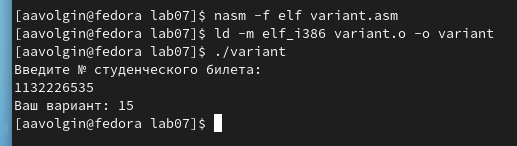 [aavolgin@fedora lab07]$ nasm -f elf variant.asm
[aavolgin@fedora lab07]$ ld -m elf_i386 variant.o -o variant
[aavolgin@fedora lab07]$ ./variant
Введите № студенческого билета:
1132226535
Ваш вариант: 15
[aavolgin@fedora lab07]$